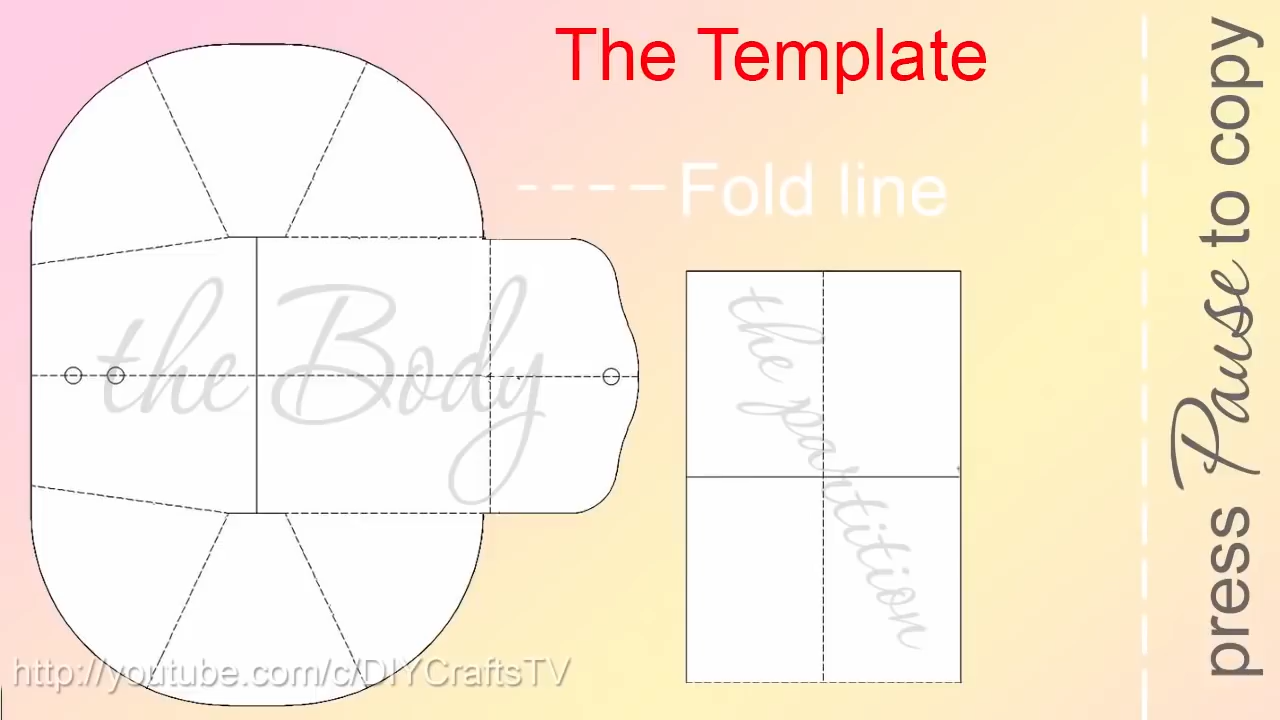 The Template
Fold line
the Body
the partition
press Pause to copy
http://youtube.com/c/DIYCraftsTV